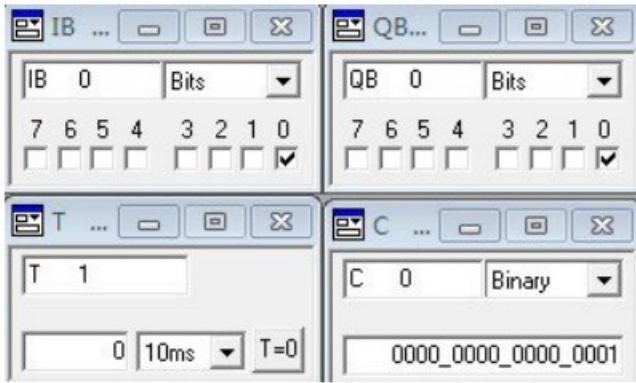 IB ...
QB...
IB 0 Bits
QB 0 Bits
7 6 5 4 3 2 1 0
7 6 5 4 3 2 1 0
T ...
C ...
T 1
C 0 Binary
0 10ms T=0
0000_0000_0000_0001